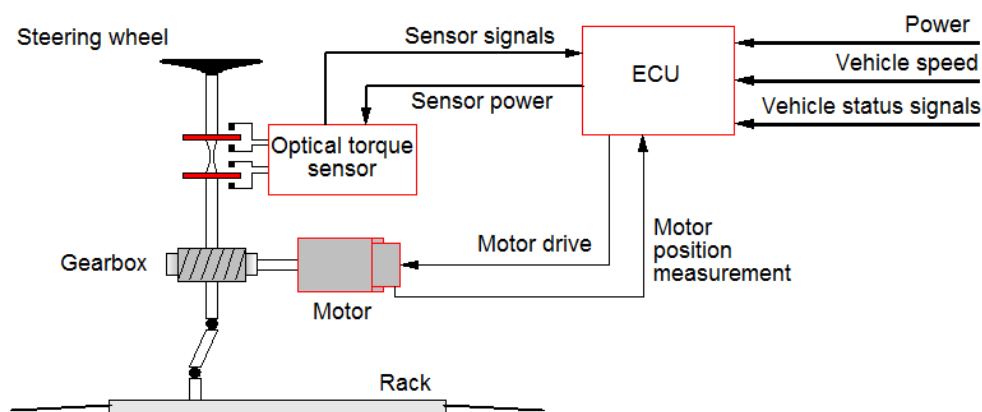 Steering wheel
Sensor signals
Power
ECU
Vehicle speed
Sensor power
Vehicle status signals
Optical torque
sensor
Gearbox
Motor drive
Motor
position
measurement
Motor
Rack